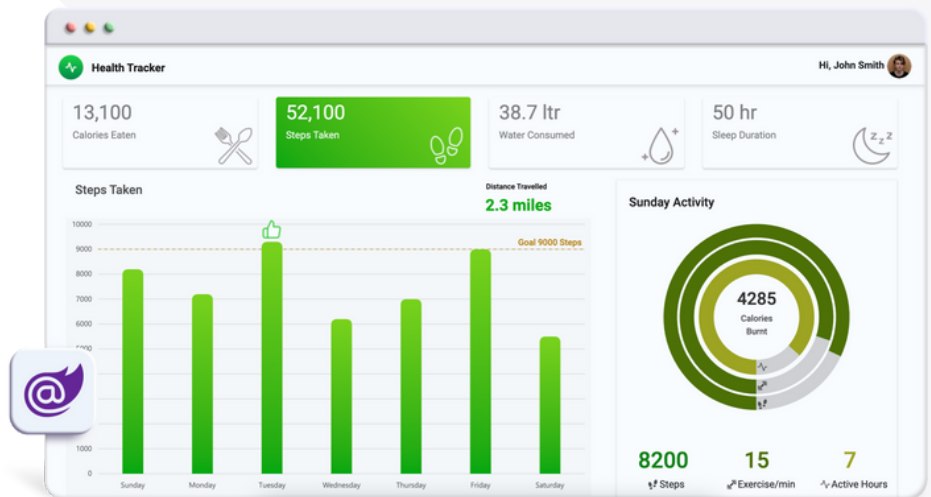 Health Tracker
Hi, John Smith
13,100
Calories Eaten
52,100
Steps Taken
38.7 ltr
Water Consumed
50 hr
Sleep Duration
z z z
Steps Taken
Distance Travelled
2.3 miles
10000
9000
8000
7000
6000
5000
1000
0
Goal 9000 Steps
Sunday
Monday
Tuesday
Wednesday
Thursday
Friday
Saturday
Sunday Activity
4285
Calories
Burnt
8200
Steps
15
Exercise/min
7
Active Hours
@